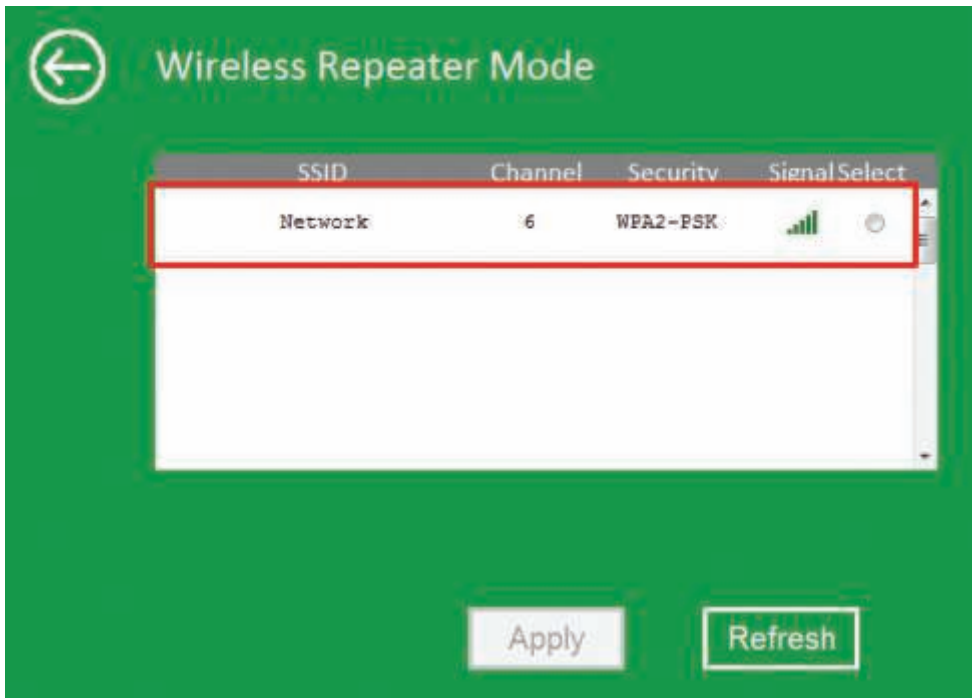 Wireless Repeater Mode
SSID Channel Security Signal Select
Network 6 WPA2-PSK
Apply Refresh